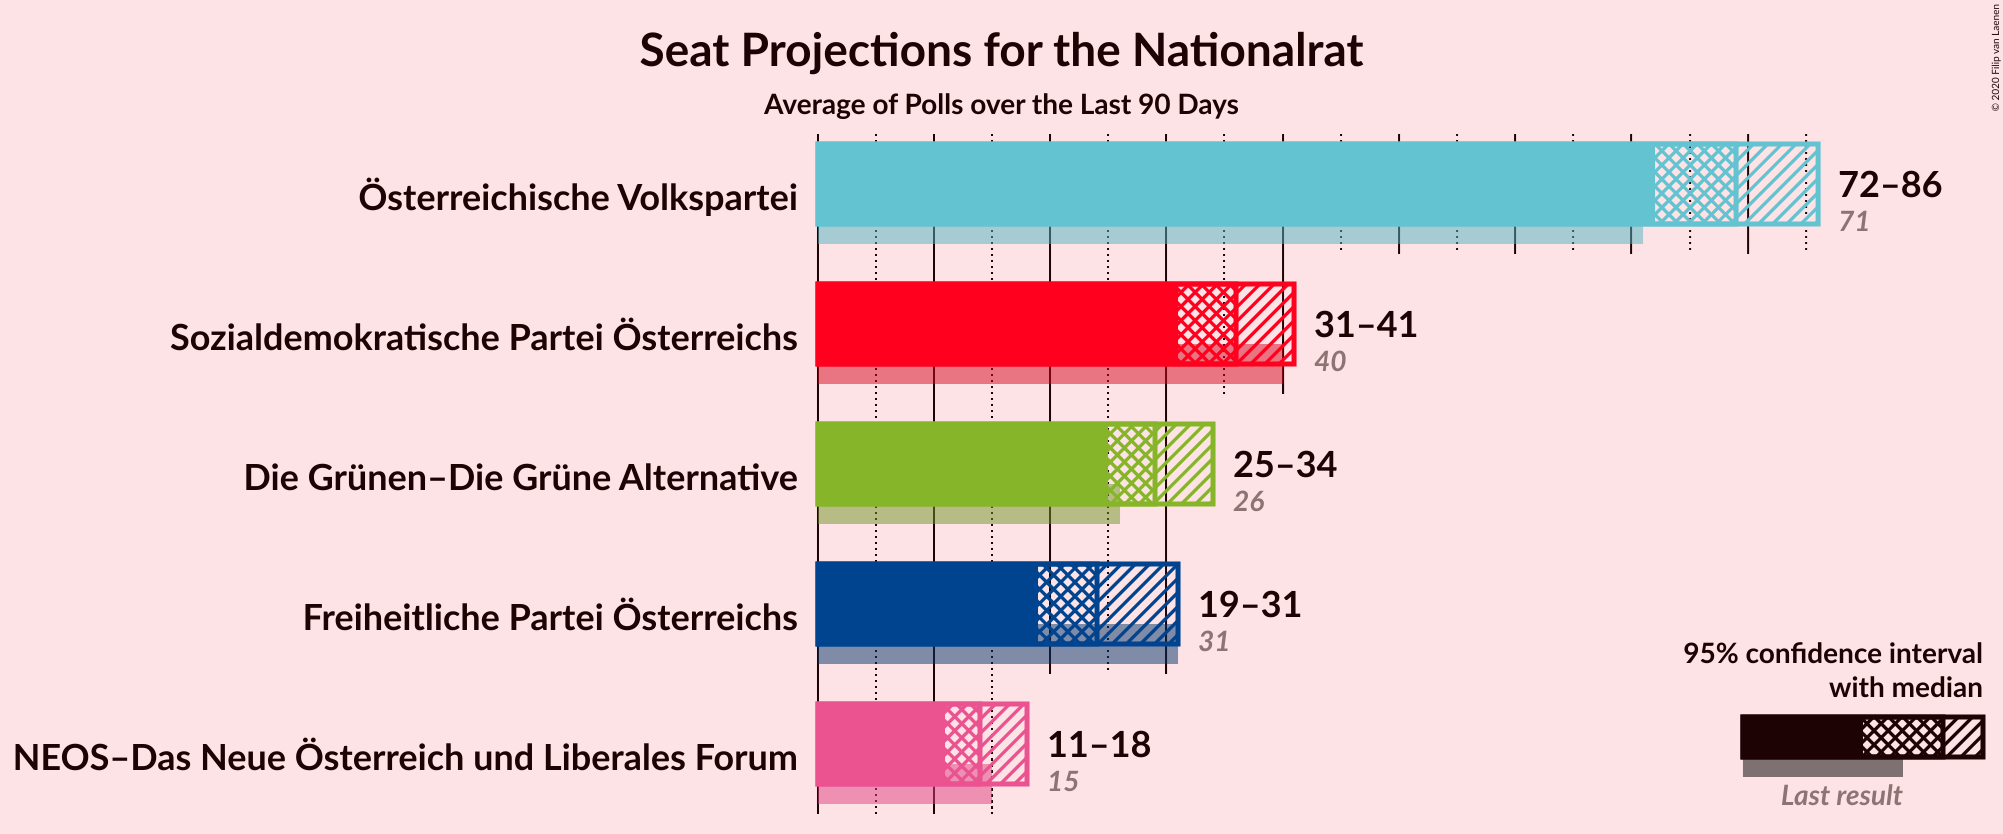 Seat Projections for the Nationalrat
Average of Polls over the Last 90 Days
© 2020 Filip van Laenen
Österreichische Volkspartei
72–86
71
Sozialdemokratische Partei Österreichs
31–41
40
Die Grünen–Die Grüne Alternative
25–34
26
Freiheitliche Partei Österreichs
19–31
31
NEOS–Das Neue Österreich und Liberales Forum
11–18
15
95% confidence interval
with median
Last result